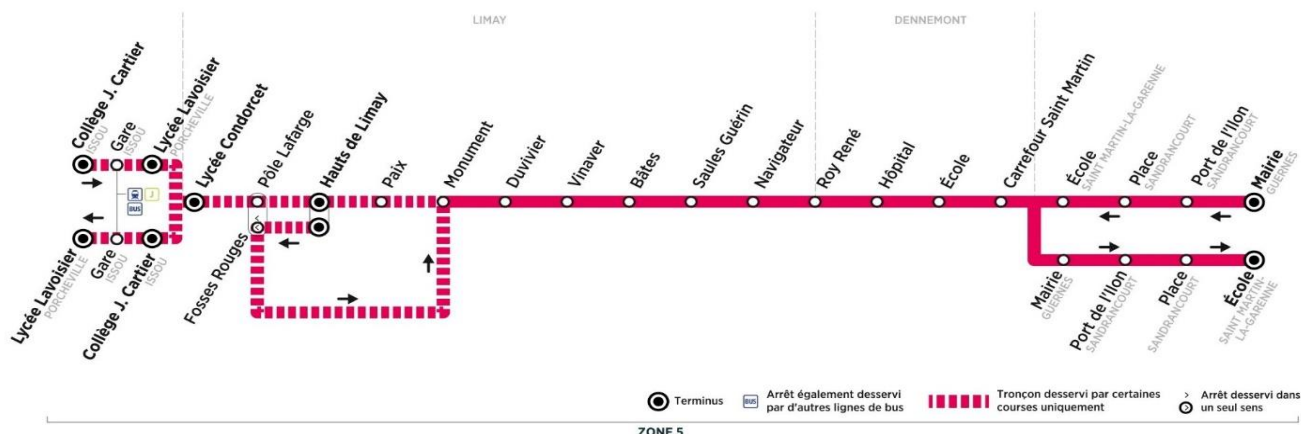 LIMAY
DENNEMONT
Collège J. Cartier
ISSOU
Gare
ISSOU
Lycée Lavoisier
PORCHEVILLE
Lycée Condorcet
Pôle Lafarge
Hauts de Limay
Paix
Monument
Duvivier
Vinaver
Bâtes
Saules Guérin
Navigateur
Roy René
Hôpital
École
Carrefour Saint Martin
École
SAINT MARTIN-LA-GARENNE
Place
SANDRANCOURT
Port de l'Ilon
SANDRANCOURT
Mairie
GUERNES
J
BUS
Lycée Lavoisier
PORCHEVILLE
Gare
ISSOU
Collège J. Cartier
ISSOU
Fosses Rouges
Mairie
GUERNES
Port de l'Ilon
SANDRANCOURT
Place
SANDRANCOURT
École
SAINT MARTIN-
LA-GARENNE
Terminus
BUS
Arrêt également desservi
par d'autres lignes de bus
Tronçon desservi par certaines
courses uniquement
Arrêt desservi dans
un seul sens
ZONE 5